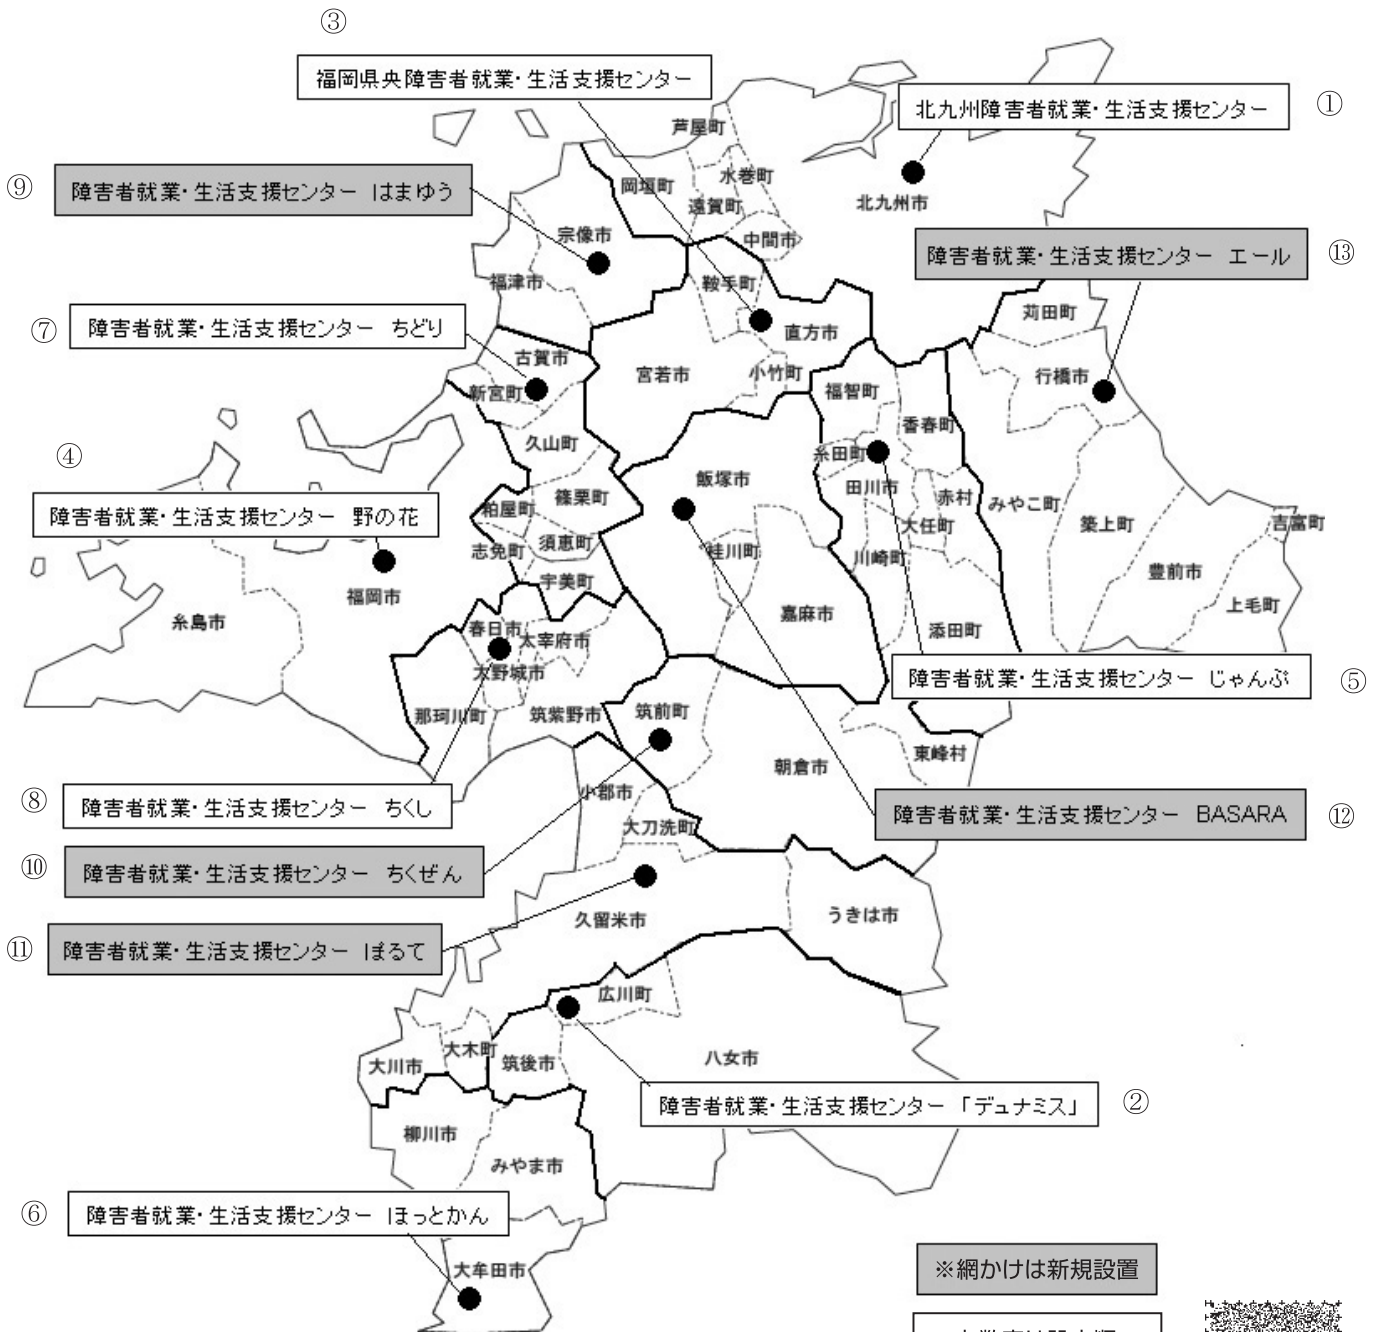 ③
福岡県央障害者就業・生活支援センター
北九州障害者就業・生活支援センター ①
芦屋町
水巻町
岡垣町
遠賀町
⑨ 障害者就業・生活支援センター はまゆう
北九州市
宗像市
中間市
障害者就業・生活支援センター エール ⑬
福津市
鞍手町
苅田町
⑦ 障害者就業・生活支援センター ちどり
直方市
古賀市
宮若市
小竹町
行橋市
新宮町
福智町
香春町
久山町
糸田町
④
飯塚市
田川市
赤村
みやこ町
篠栗町
粕屋町
障害者就業・生活支援センター 野の花
大任町
築上町
吉富町
須恵町
志免町
桂川町
川崎町
豊前市
宇美町
福岡市
上毛町
糸島市
嘉麻市
春日市
太宰府市
添田町
大野城市
障害者就業・生活支援センター じゃんぷ ⑤
那珂川町
筑紫野市
筑前町
東峰村
朝倉市
小郡市
⑧ 障害者就業・生活支援センター ちくし
障害者就業・生活支援センター BASARA ⑫
大刀洗町
⑩ 障害者就業・生活支援センター ちくぜん
久留米市
うきは市
⑪ 障害者就業・生活支援センター ぽるて
広川町
大木町
大川市
筑後市
八女市
障害者就業・生活支援センター 「デュナミス」 ②
柳川市
みやま市
⑥ 障害者就業・生活支援センター ほっとかん
大牟田市
※網かけは新規設置